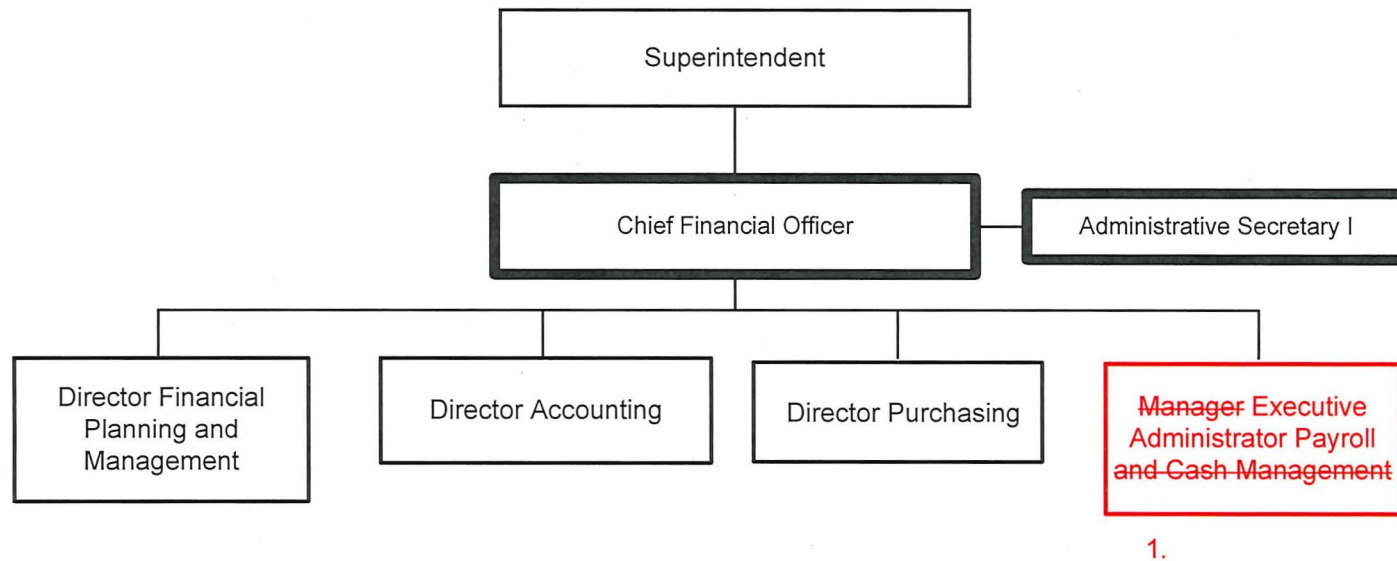 Superintendent
Chief Financial Officer
Administrative Secretary I
Director Financial
Planning and
Management
Director Accounting
Director Purchasing
Manager Executive
Administrator Payroll
and Cash Management
1.